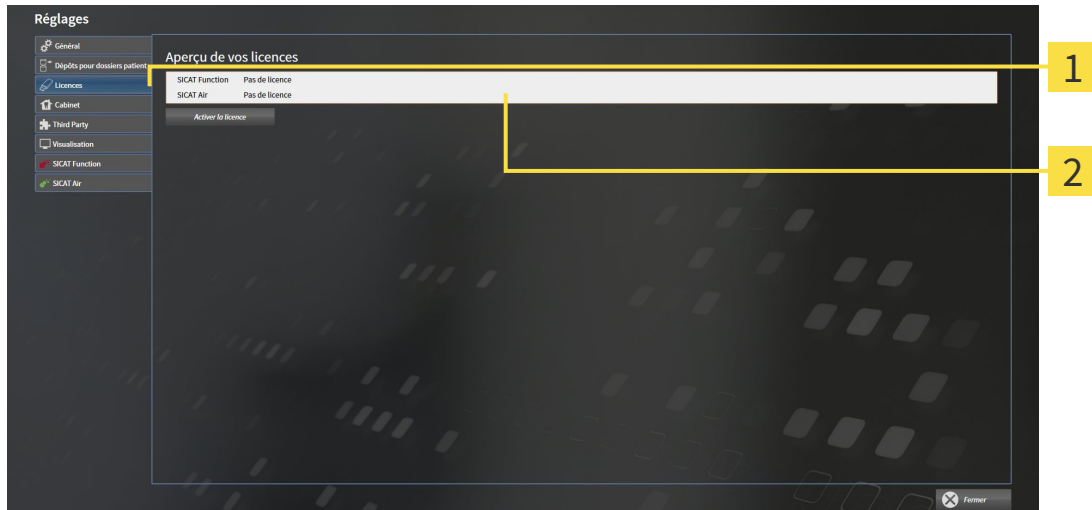 Réglages
Général
Dépôts pour dossiers patient
Licences
Cabinet
Third Party
Visualisation
SICAT Function
SICAT Air
Aperçu de vos licences
SICAT Function Pas de licence
SICAT Air Pas de licence
Activer la licence
1
2
Fermer